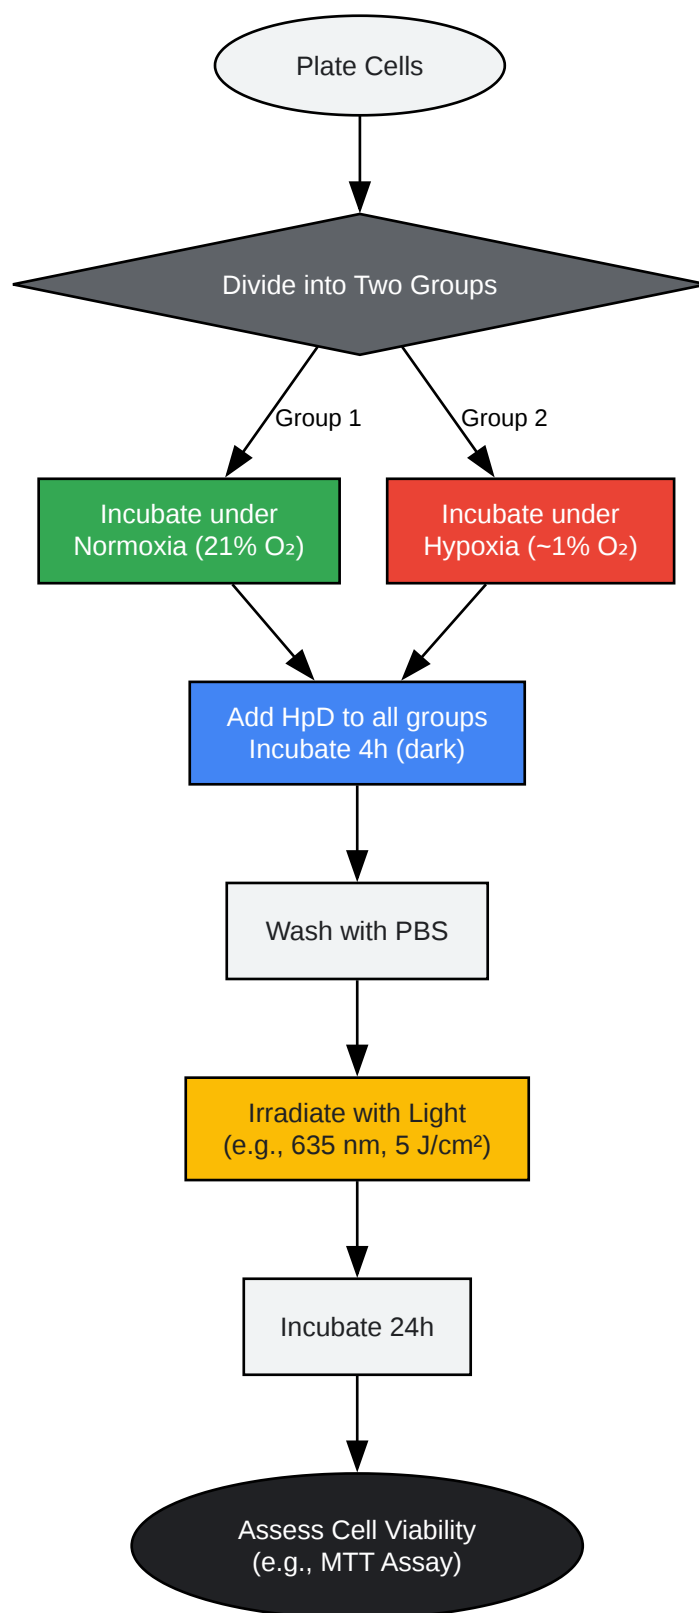 Plate Cells
Divide into Two Groups
Group 1
Group 2
Incubate under
Normoxia (21% O₂)
Incubate under
Hypoxia (~1% O₂)
Add HpD to all groups
Incubate 4h (dark)
Wash with PBS
Irradiate with Light
(e.g., 635 nm, 5 J/cm²)
Incubate 24h
Assess Cell Viability
(e.g., MTT Assay)